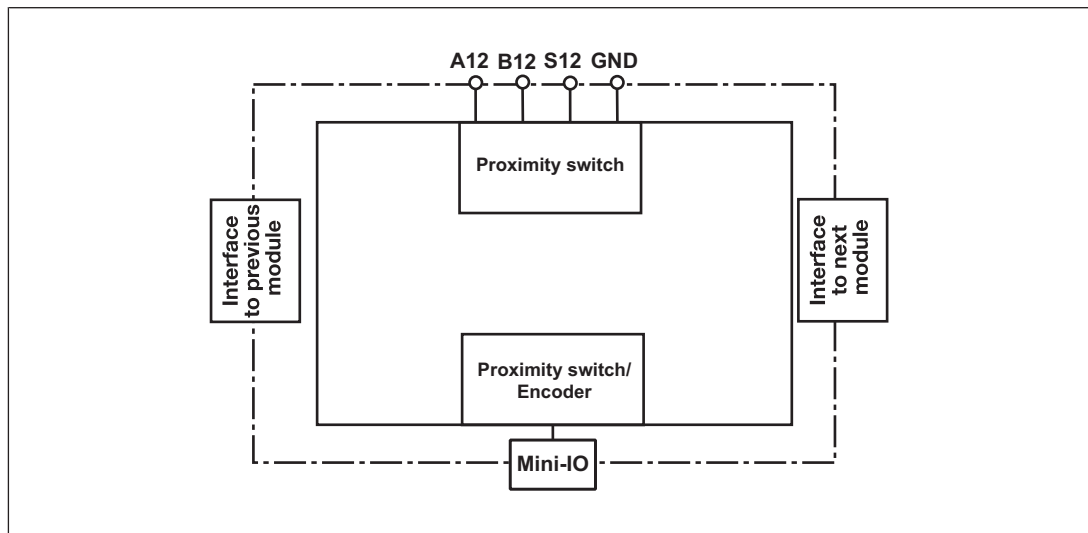 A12 B12 S12 GND
Proximity switch
Interface
to previous
module
Interface
to next
module
Proximity switch/
Encoder
Mini-IO